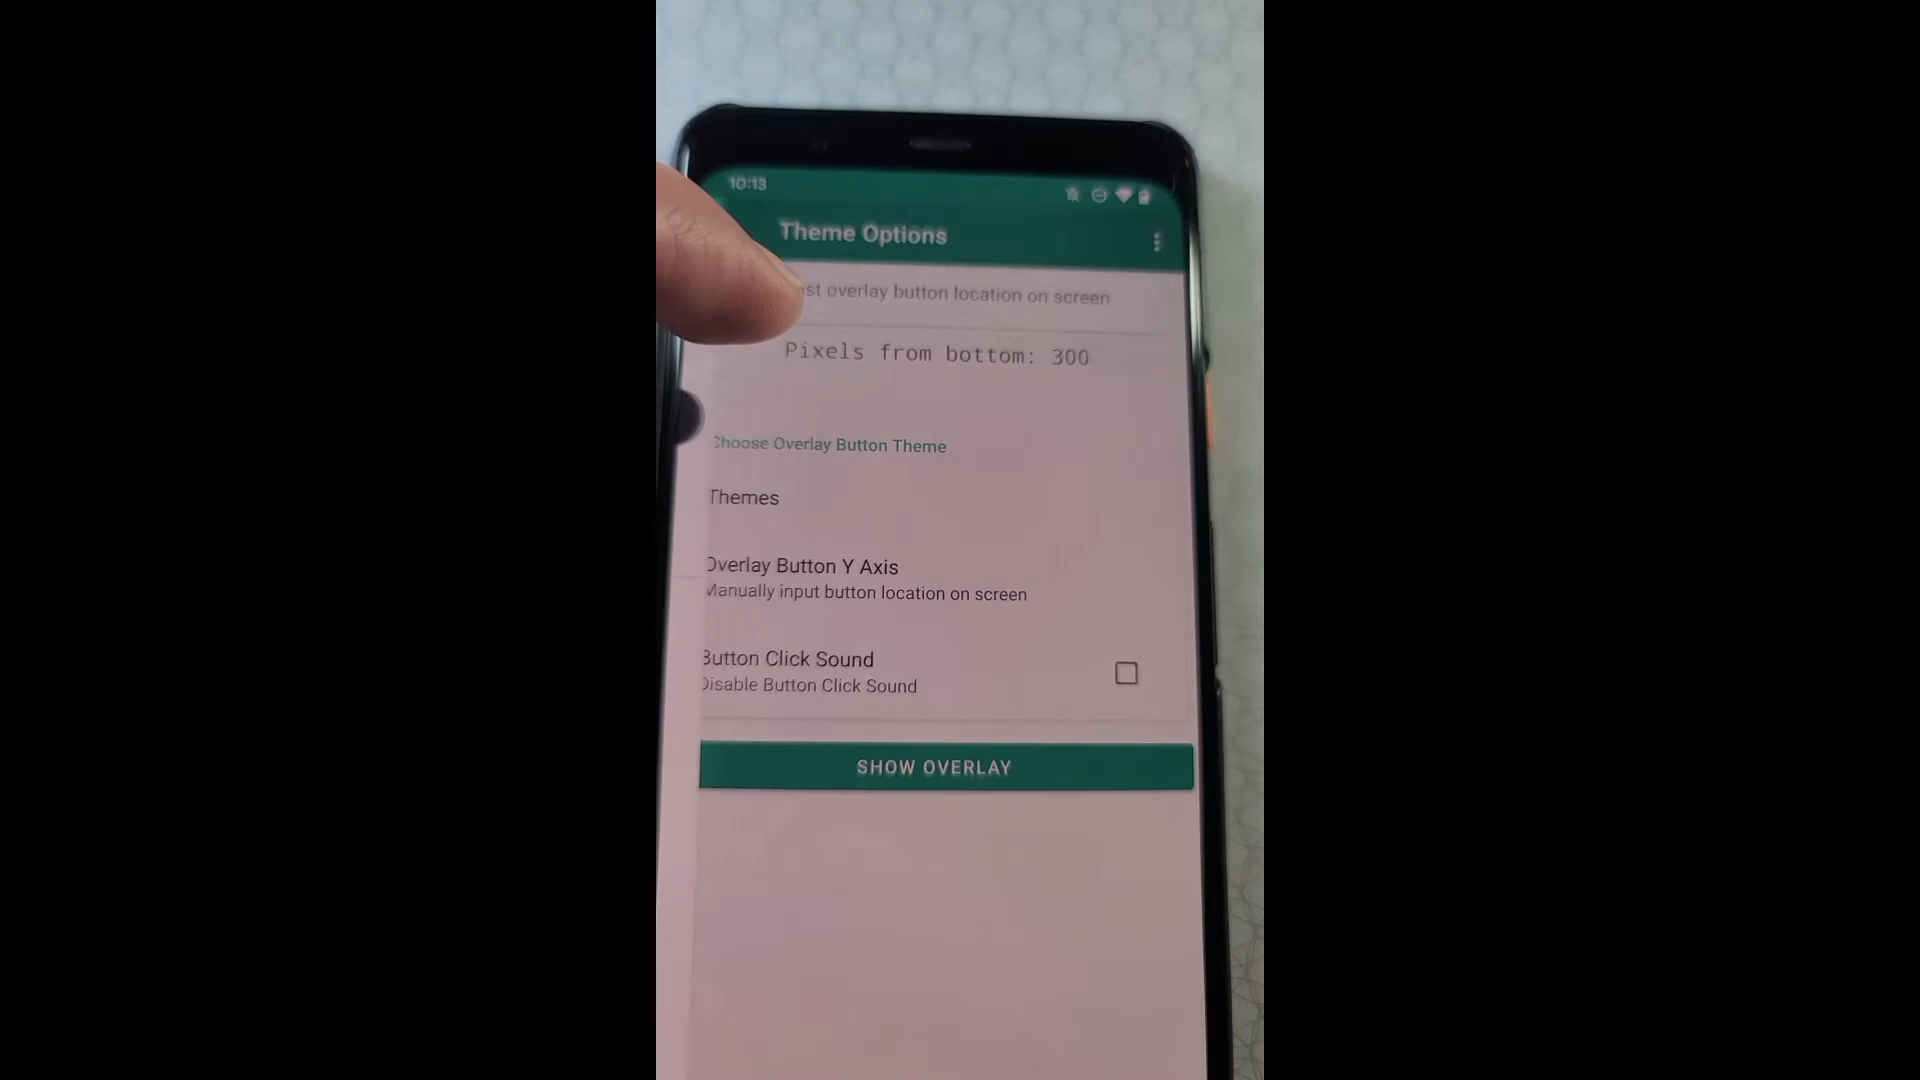 10:13
Theme Options
overlay button location on screen
Pixels from bottom: 300
Choose Overlay Button Theme
Themes
Overlay Button Y Axis
Manually input button location on screen
Button Click Sound
Disable Button Click Sound
SHOW OVERLAY